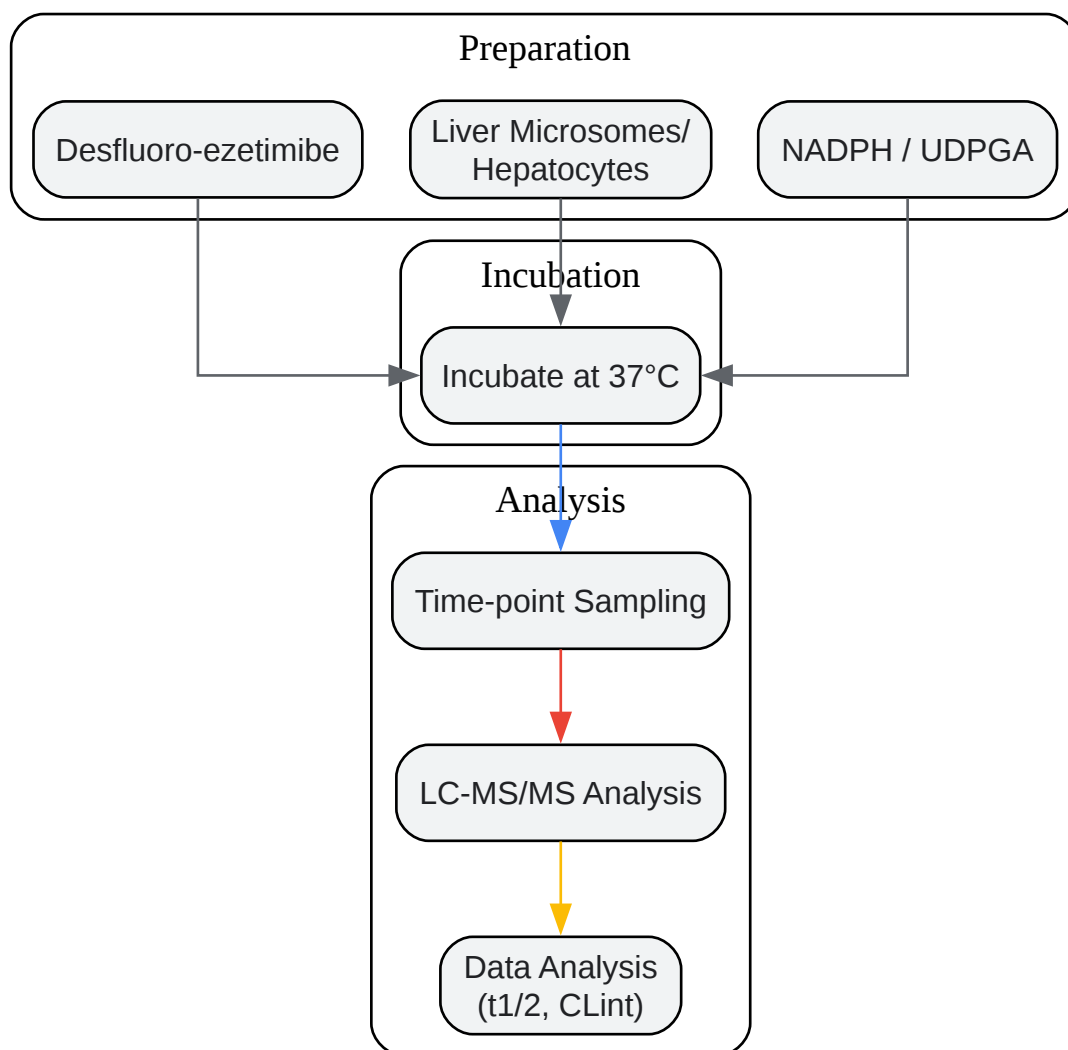 Preparation
Desfluoro-ezetimibe
Liver Microsomes/
Hepatocytes
NADPH / UDPGA
Incubation
Incubate at 37°C
Analysis
Time-point Sampling
LC-MS/MS Analysis
Data Analysis
(t1/2, CLint)